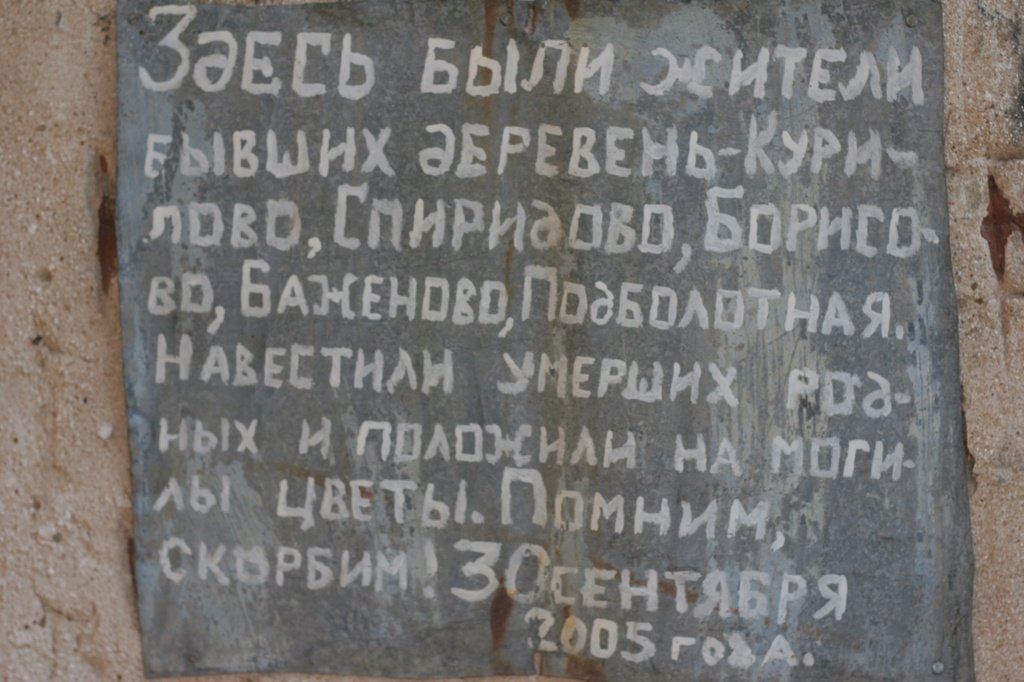 Здесь были жители
бывших деревень-Кури-
лово, Спиридово, Борисо-
во, Баженово, Подболотная.
Навестили умерших род-
ных и положили на моги-
лы цветы. Помним,
скорбим! 30 сентября
2005 года.